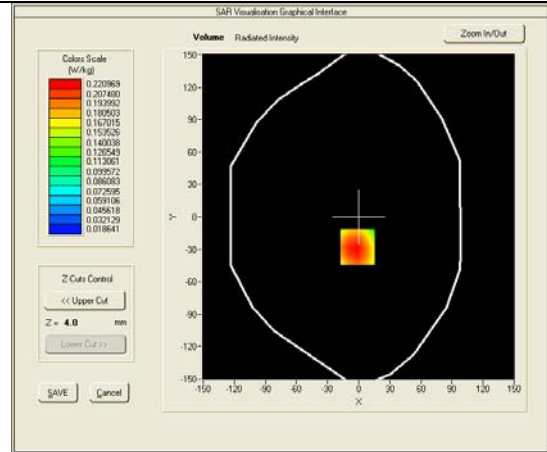 SAR Visualisation Graphical Interface
Volume Radiated Intensity
Zoom In/Out
Colors Scale
(W/kg)
0.220969
0.207480
0.193992
0.180503
0.167015
0.153526
0.140038
0.126549
0.113061
0.099572
0.086083
0.072595
0.059106
0.045618
0.032129
0.018641
Z-Cuts Control
<< Upper Cut
Z = 4.0 mm
Lower Cut >>
SAVE
Cancel
150
120
90
60
30
0
-30
-60
-90
-120
-150
Y
-150 -120 -90 -60 -30 0 30 60 90 120 150
X